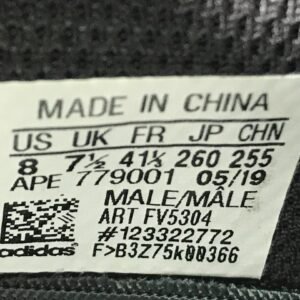 MADE IN CHINA
US UK FR JP CHN
8 7½ 41⅓ 260 255
APE 779001 05/19
MALE/MÂLE
ART FV5304
#123322772
F>B3Z75k00366
adidas